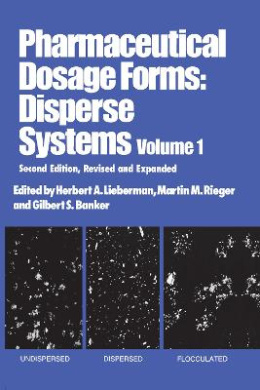 Pharmaceutical
Dosage Forms:
Disperse
Systems Volume 1
Second Edition, Revised and Expanded
Edited by Herbert A. Lieberman, Martin M. Rieger
and Gilbert S. Banker
UNDISPERSED DISPERSED FLOCCULATED